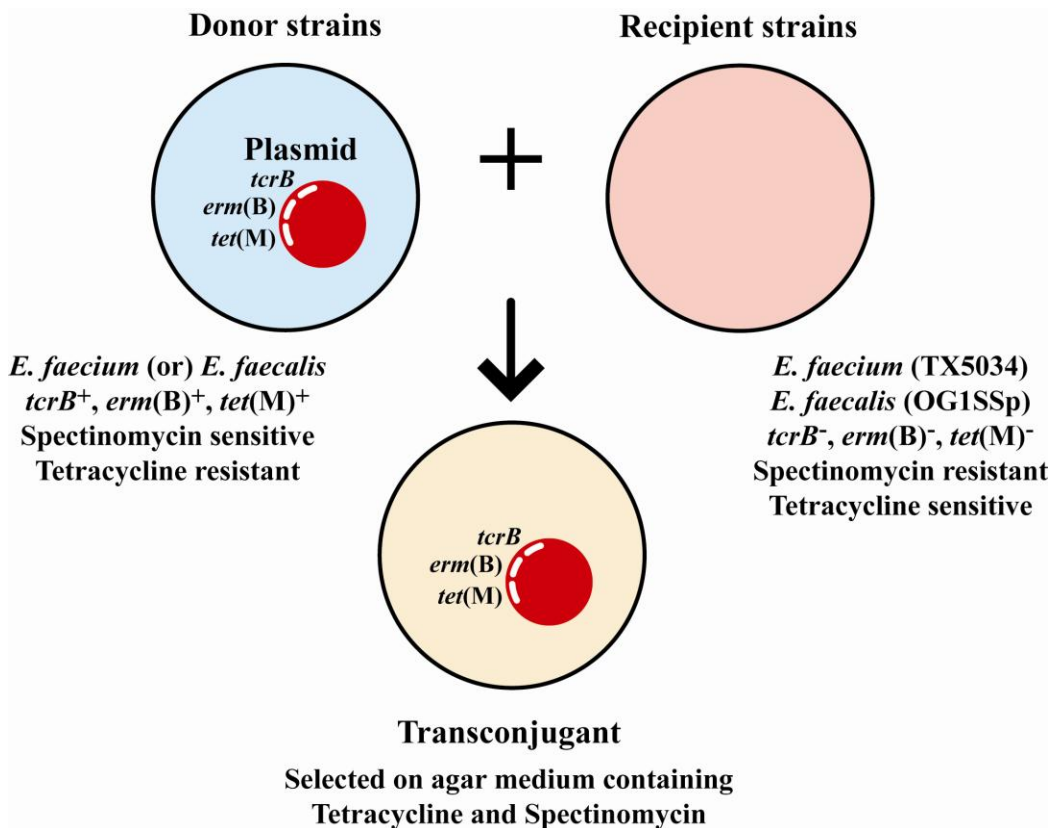 Donor strains
Recipient strains
Plasmid
tcrB
erm(B)
tet(M)
+
E. faecium (or) E. faecalis
tcrB⁺, erm(B)⁺, tet(M)⁺
Spectinomycin sensitive
Tetracycline resistant
E. faecium (TX5034)
E. faecalis (OG1SSp)
tcrB⁻, erm(B)⁻, tet(M)⁻
Spectinomycin resistant
Tetracycline sensitive
tcrB
erm(B)
tet(M)
Transconjugant
Selected on agar medium containing
Tetracycline and Spectinomycin